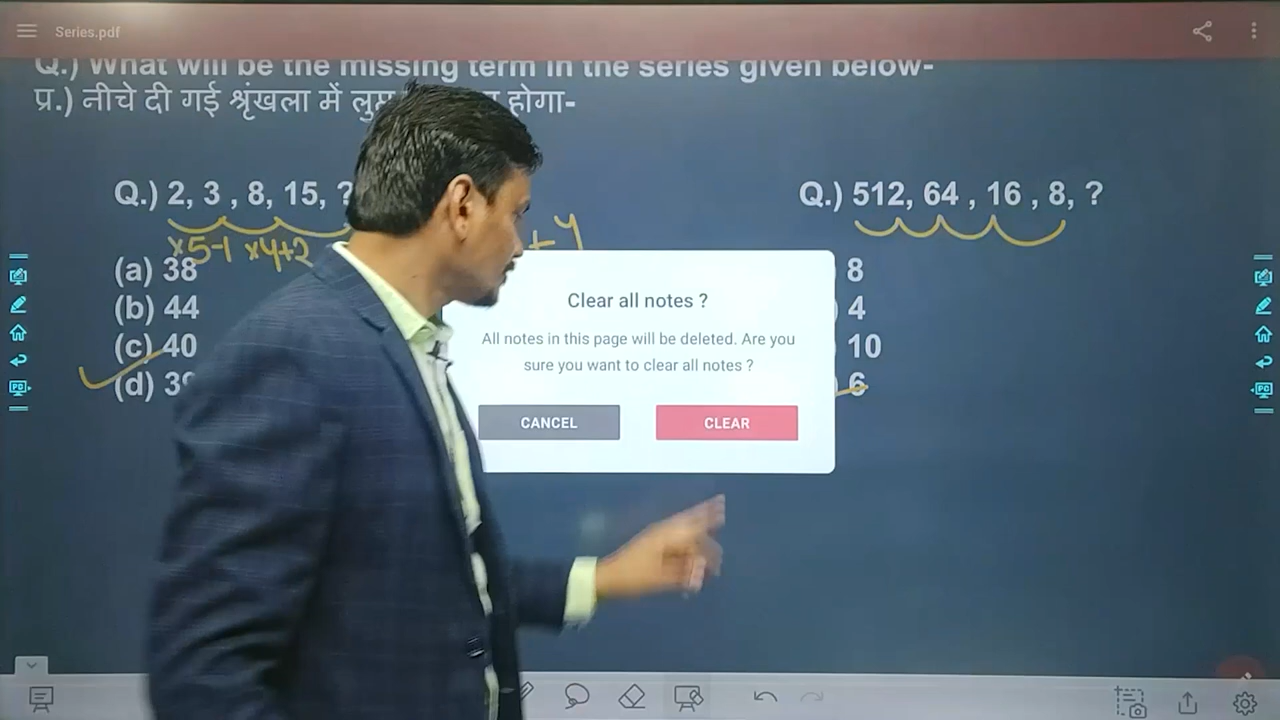 Series.pdf
Q.) What will be the missing term in the series given below-
प्र.) नीचे दी गई श्रृंखला में होगा-
Q.) 2, 3 , 8, 15, ?
×5-1 ×4+2
(a) 38
(b) 44
(c) 40
(d)
+ y
Q.) 512, 64 , 16 , 8, ?
8
4
10
6
Clear all notes ?
All notes in this page will be deleted. Are you
sure you want to clear all notes ?
CANCEL
CLEAR